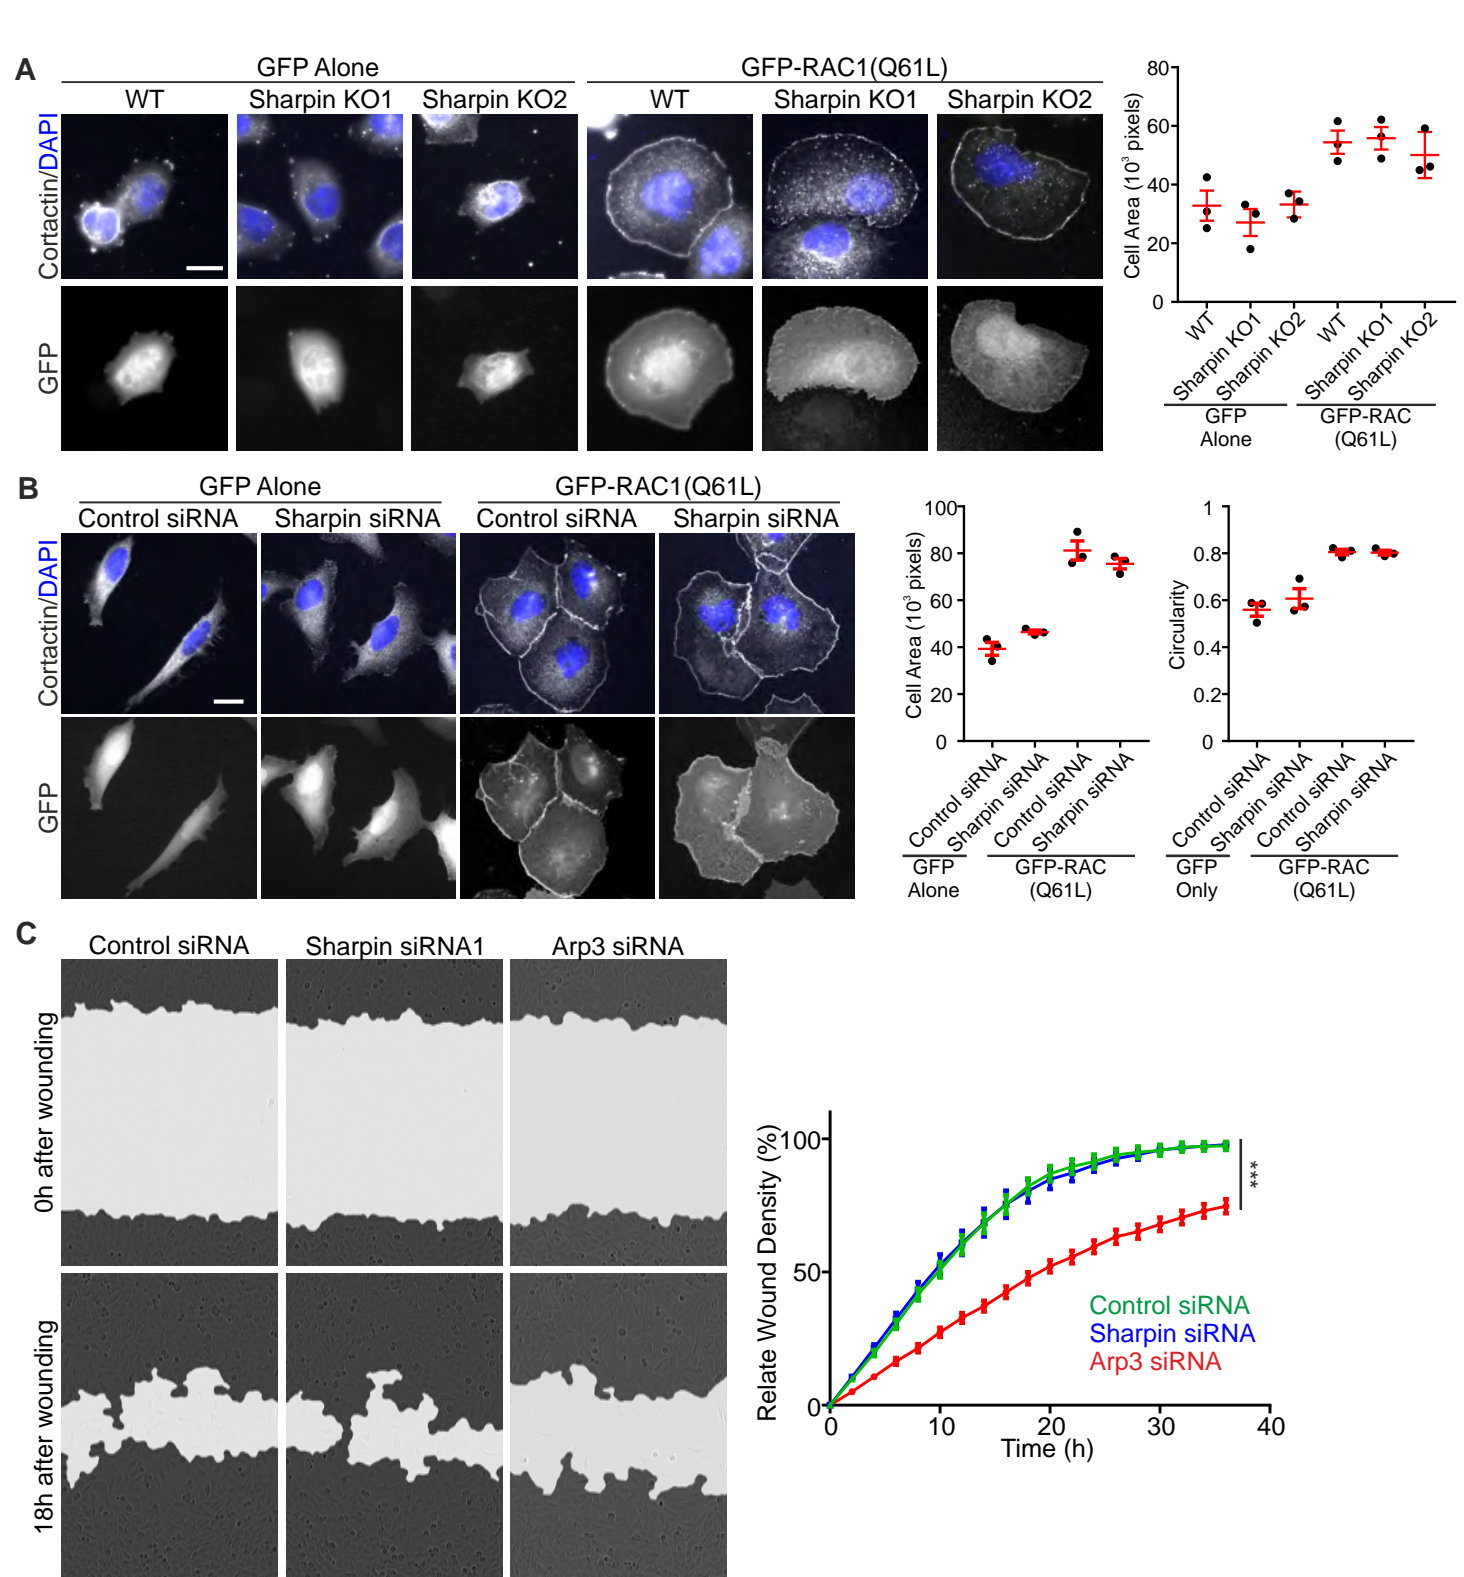 A
GFP Alone
GFP-RAC1(Q61L)
WT
Sharpin KO1
Sharpin KO2
WT
Sharpin KO1
Sharpin KO2
Cortactin/DAPI
GFP
Cell Area (10³ pixels)
80
60
40
20
0
WT
Sharpin KO1
Sharpin KO2
WT
Sharpin KO1
Sharpin KO2
GFP
Alone
GFP-RAC
(Q61L)
B
GFP Alone
GFP-RAC1(Q61L)
Control siRNA
Sharpin siRNA
Control siRNA
Sharpin siRNA
Cortactin/DAPI
GFP
Cell Area (10³ pixels)
100
80
60
40
20
0
Control siRNA
Sharpin siRNA
Control siRNA
Sharpin siRNA
GFP
Alone
GFP-RAC
(Q61L)
Circularity
1
0.8
0.6
0.4
0.2
0
Control siRNA
Sharpin siRNA
Control siRNA
Sharpin siRNA
GFP
Only
GFP-RAC
(Q61L)
C
Control siRNA
Sharpin siRNA1
Arp3 siRNA
0h after wounding
18h after wounding
Relate Wound Density (%)
100
50
0
0
10
20
30
40
Time (h)
Control siRNA
Sharpin siRNA
Arp3 siRNA
***